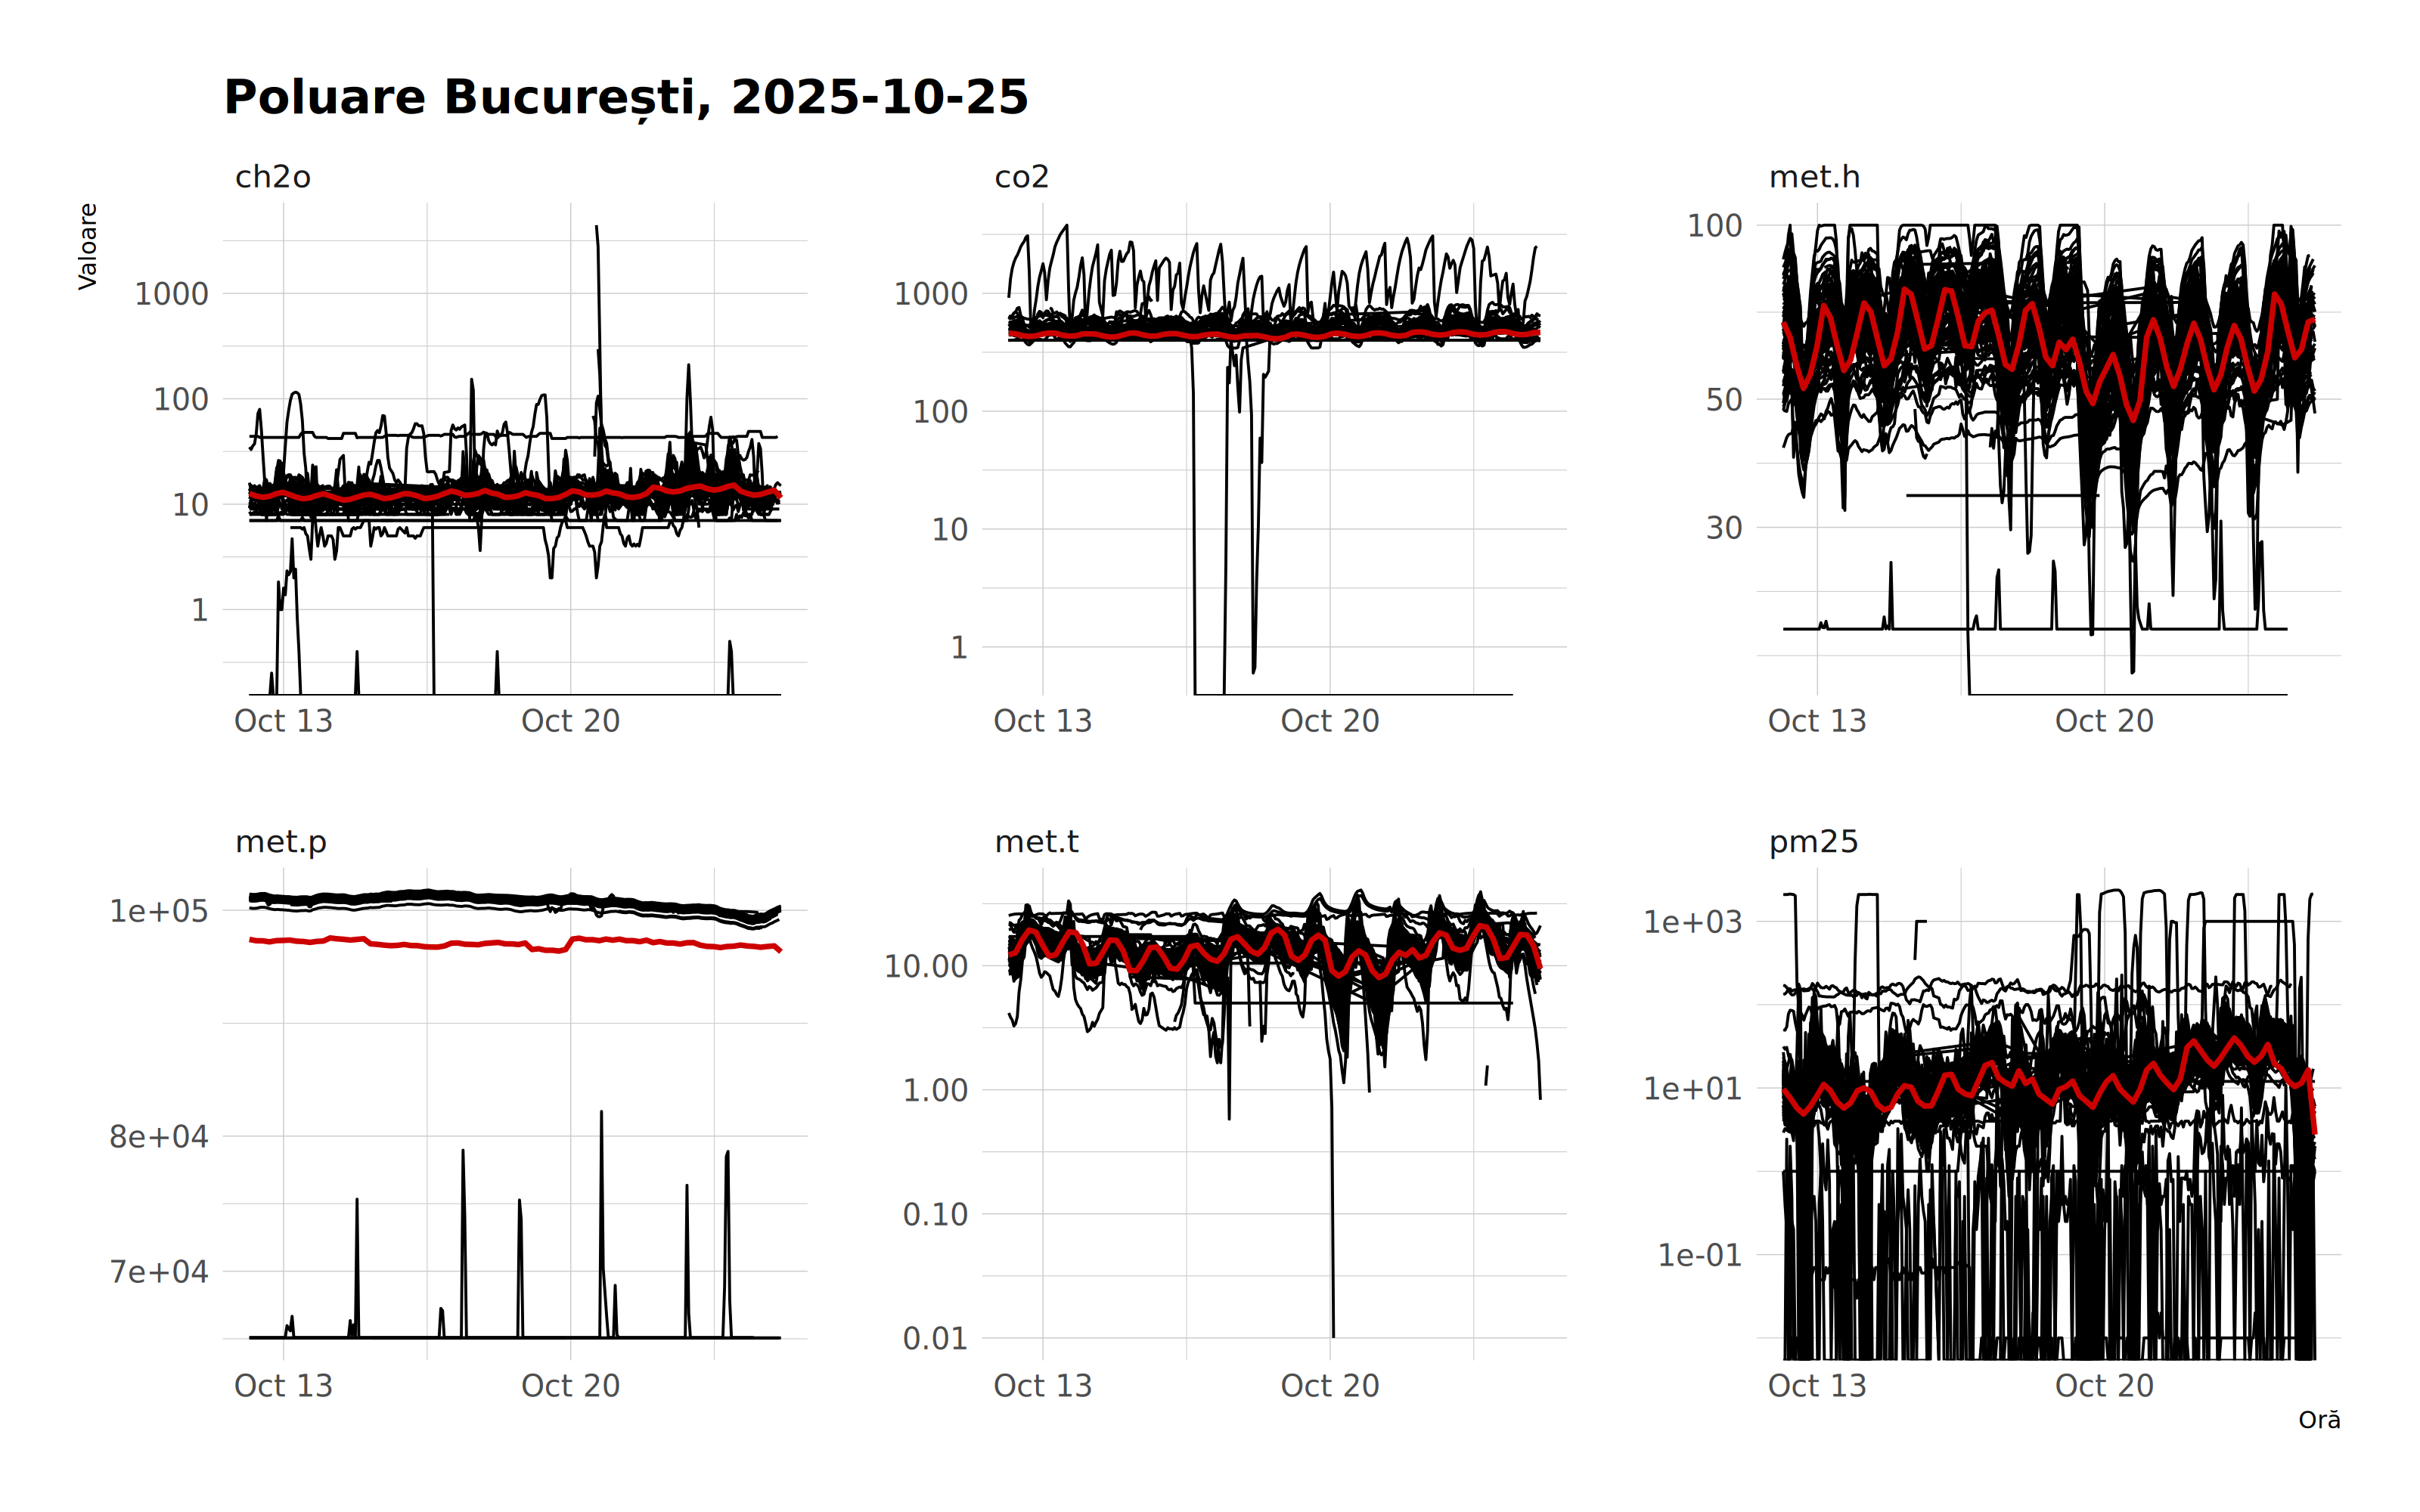 Poluare București, 2025-10-25
Valoare
ch2o
1000
100
10
1
Oct 13 Oct 20
co2
1000
100
10
1
Oct 13 Oct 20
met.h
100
50
30
Oct 13 Oct 20
met.p
1e+05
8e+04
7e+04
Oct 13 Oct 20
met.t
10.00
1.00
0.10
0.01
Oct 13 Oct 20
pm25
1e+03
1e+01
1e-01
Oct 13 Oct 20
Oră